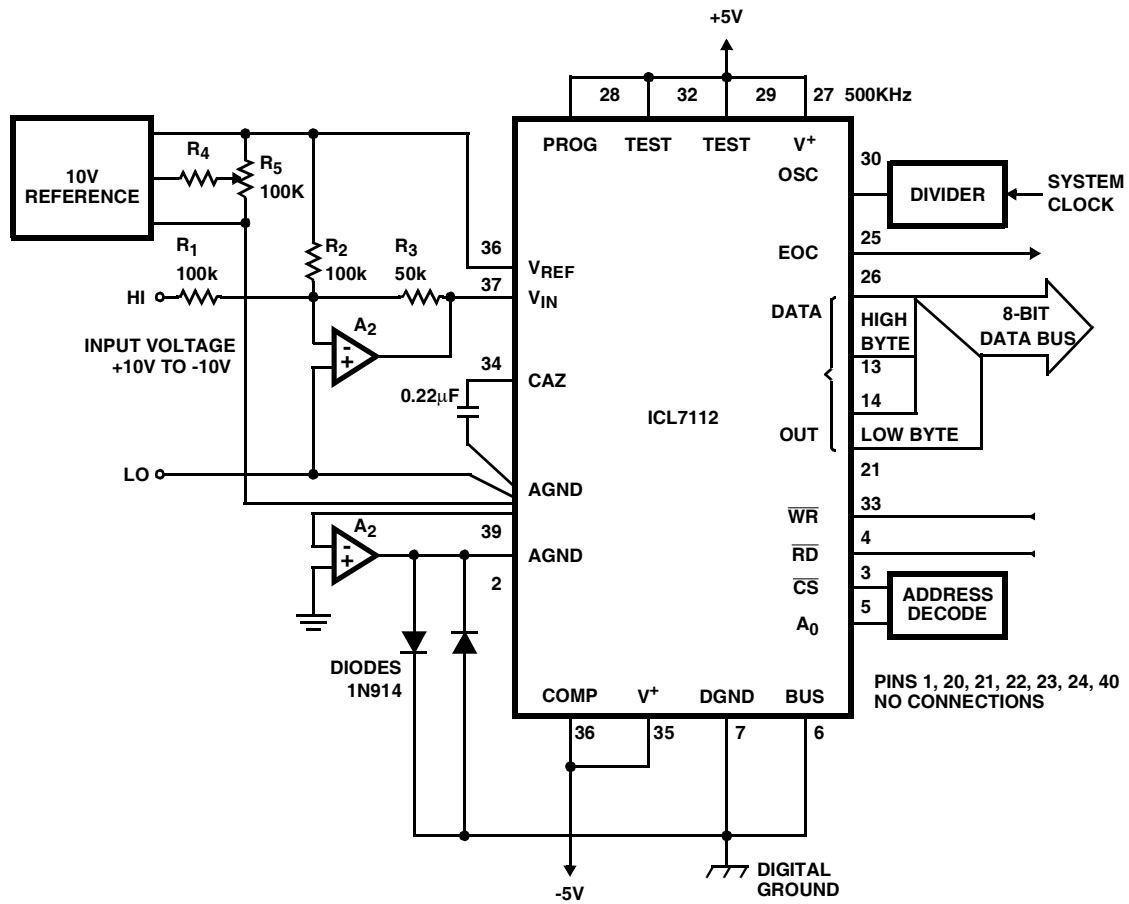 +5V
28
32
29
27 500KHz
PROG
TEST
TEST
V+
OSC
30
10V
REFERENCE
R4
R5
100K
DIVIDER
SYSTEM
CLOCK
R1
100k
R2
100k
R3
50k
36
VREF
37
VIN
EOC
25
26
HI
INPUT VOLTAGE
+10V TO -10V
A2
DATA
HIGH
BYTE
13
14
8-BIT
DATA BUS
34
CAZ
0.22µF
ICL7112
OUT
LOW BYTE
21
LO
AGND
A2
39
AGND
2
WR
33
RD
4
CS
3
A0
5
ADDRESS
DECODE
DIODES
1N914
PINS 1, 20, 21, 22, 23, 24, 40
NO CONNECTIONS
COMP
V+
DGND
BUS
36
35
7
6
-5V
DIGITAL
GROUND